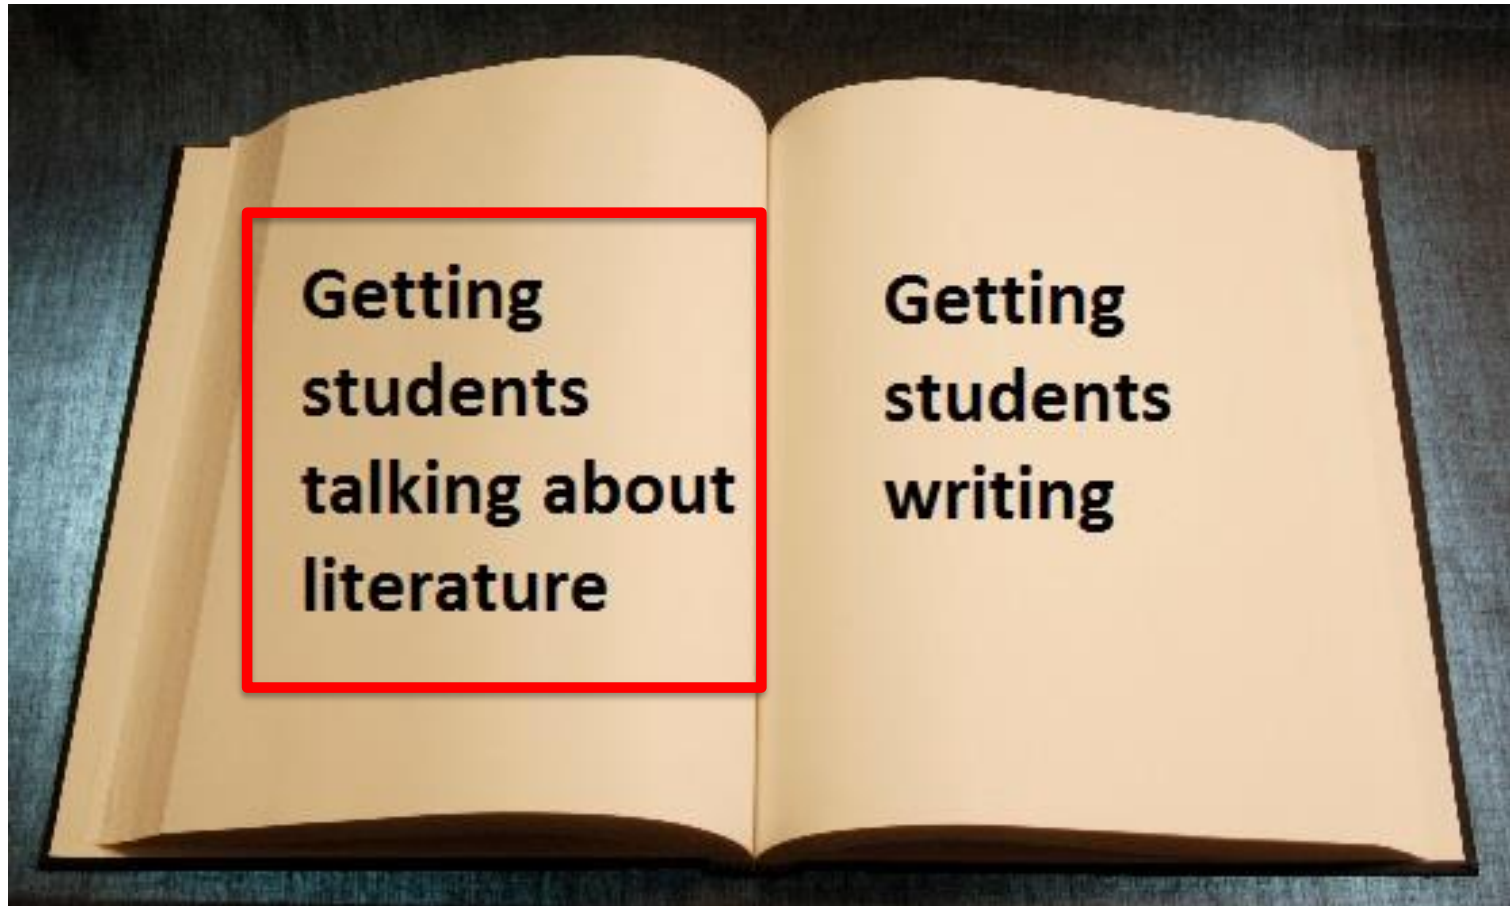 Getting
students
talking about
literature
Getting
students
writing